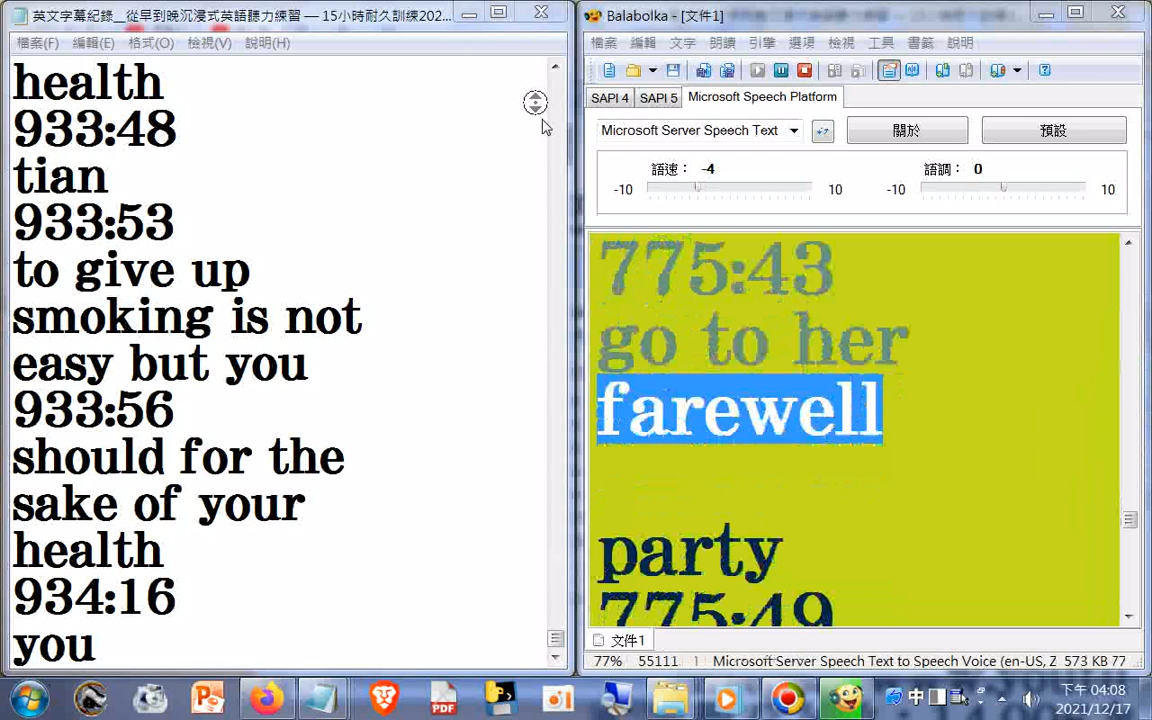 英文字幕紀錄__從早到晚沉浸式英語聽力練習 — 15小時耐久訓練202...
檔案(F) 編輯(E) 格式(O) 檢視(V) 說明(H)
health
933:48
tian
933:53
to give up
smoking is not
easy but you
933:56
should for the
sake of your
health
934:16
you
Balabolka - [文件1]
檔案 編輯 文字 朗讀 引擎 選項 檢視 工具 書籤 說明
SAPI 4 SAPI 5 Microsoft Speech Platform
Microsoft Server Speech Text 關於 預設
語速： -4 語調： 0
-10 10 -10 10
775:43
go to her
farewell
party
775:49
文件1
77% 55111 1 Microsoft Server Speech Text to Speech Voice (en-US, Z 573 KB 77
PDF 中 下午 04:08
2021/12/17